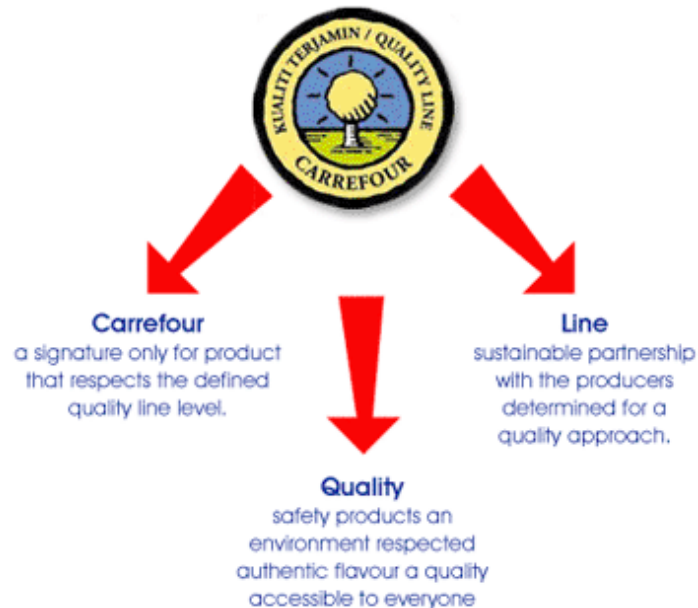 KUALITI TERJAMIN / QUALITY LINE
CARREFOUR
Carrefour
a signature only for product
that respects the defined
quality line level.
Line
sustainable partnership
with the producers
determined for a
quality approach.
Quality
safety products an
environment respected
authentic flavour a quality
accessible to everyone